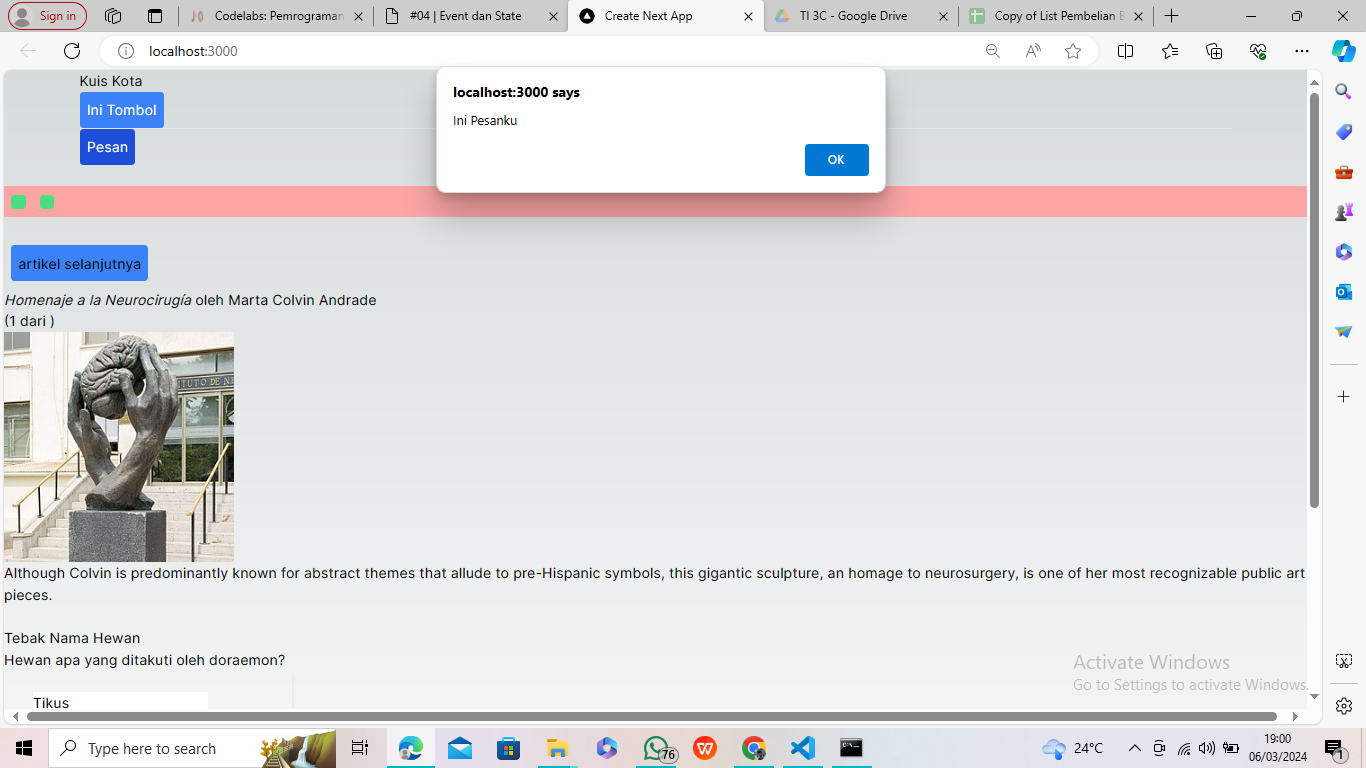 Sign in
Codelabs: Pemrograman
#04 | Event dan State
Create Next App
TI 3C - Google Drive
Copy of List Pembelian B
localhost:3000
Kuis Kota
Ini Tombol
Pesan
localhost:3000 says
Ini Pesanku
OK
artikel selanjutnya
Homenaje a la Neurocirugía oleh Marta Colvin Andrade
(1 dari )
ITUTO DE NE
Although Colvin is predominantly known for abstract themes that allude to pre-Hispanic symbols, this gigantic sculpture, an homage to neurosurgery, is one of her most recognizable public art
pieces.
Tebak Nama Hewan
Hewan apa yang ditakuti oleh doraemon?
Tikus
Activate Windows
Go to Settings to activate Windows.
Type here to search
76
24°C
19:00
06/03/2024
1